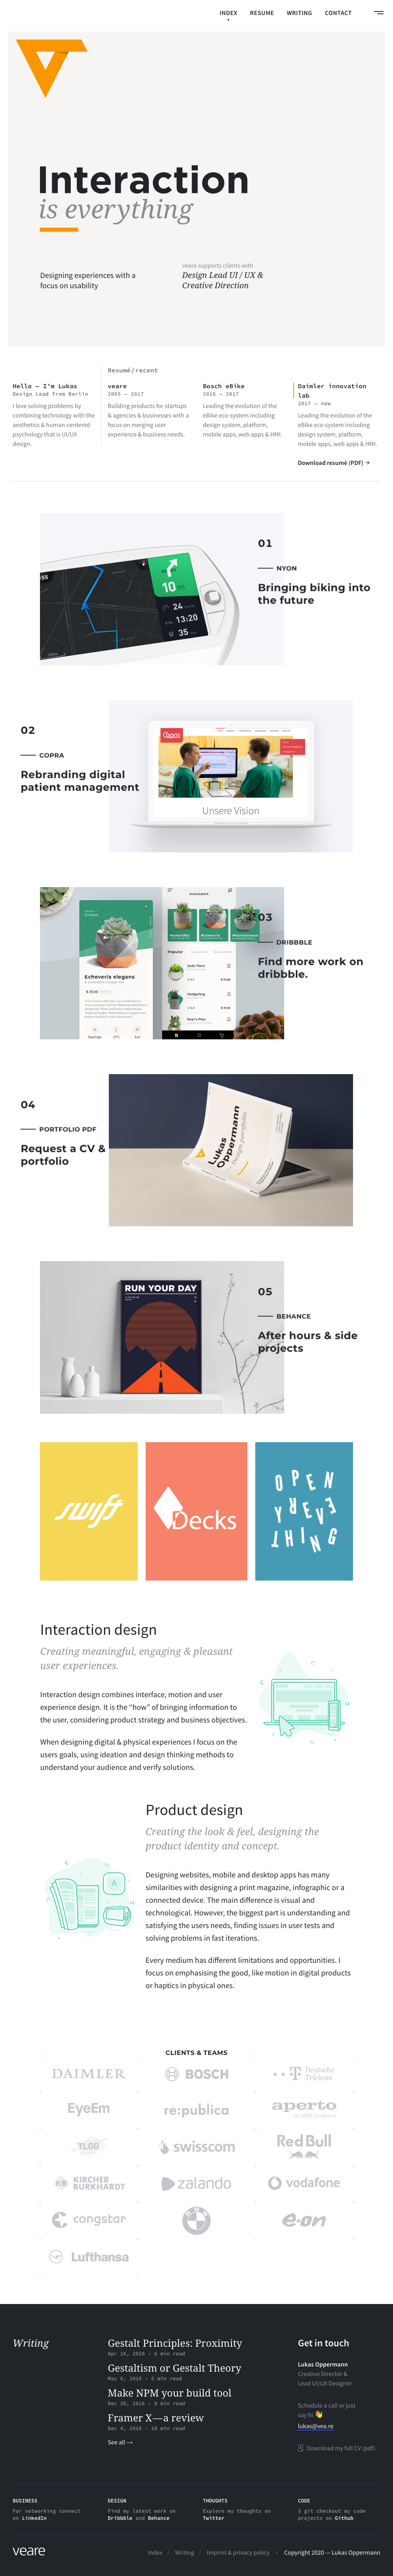 INDEX RESUME WRITING CONTACT
Interaction
is everything
Designing experiences with a
focus on usability
veare supports clients with
Design Lead UI / UX &
Creative Direction
Resumé/recent
Hello — I'm Lukas
Design Lead from Berlin
I love solving problems by
combining technology with the
aesthetics & human-centered
psychology that is UI/UX
design.
veare
2005 — 2017
Building products for startups
& agencies & businesses with a
focus on merging user
experience & business needs.
Bosch eBike
2015 — 2017
Leading the evolution of the
eBike eco-system including
design system, platform,
mobile apps, web apps & HMI.
Daimler innovation
lab
2017 — now
Leading the evolution of the
eBike eco-system including
design system, platform,
mobile apps, web apps & HMI.
Download resumé (PDF) →
01
NYON
Bringing biking into
the future
10
24
13:20
35
02
COPRA
Rebranding digital
patient management
Copra
Unsere Vision
03
DRIBBBLE
Find more work on
dribbble.
Echeveria elegans
SUCCULENTS
Popular
Jade Plant
Hedgehog
04
PORTFOLIO PDF
Request a CV &
portfolio
Lukas
Oppermann
Design portfolio
05
BEHANCE
After hours & side
projects
RUN YOUR DAY
swift
Decks
OPEN
EVERY
THING
Interaction design
Creating meaningful, engaging & pleasant
user experiences.
Interaction design combines interface, motion and user
experience design. It is the “how” of bringing information to
the user, considering product strategy and business objectives.
When designing digital & physical experiences I focus on the
users goals, using ideation and design thinking methods to
understand your audience and verify solutions.
Product design
Creating the look & feel, designing the
product identity and concept.
A
Designing websites, mobile and desktop apps has many
similarities with designing a print magazine, infographic or a
connected device. The main difference is visual and
technological. However, the biggest part is understanding and
satisfying the users needs, finding issues in user tests and
solving problems in fast iterations.
Every medium has different limitations and opportunities. I
focus on emphasising the good, like motion in digital products
or haptics in physical ones.
CLIENTS & TEAMS
DAIMLER
BOSCH
Deutsche
Telekom
EyeEm
re:publica
aperto
An IBM Company
TLGG
swisscom
Red Bull
KB KIRCHER
BURKHARDT
zalando
vodafone
congstar
BMW
e·on
Lufthansa
Writing
Gestalt Principles: Proximity
Apr 16, 2020 · 6 min read
Gestaltism or Gestalt Theory
May 6, 2019 · 5 min read
Make NPM your build tool
Dec 30, 2018 · 8 min read
Framer X—a review
Dec 4, 2018 · 10 min read
See all →
Get in touch
Lukas Oppermann
Creative Director &
Lead UI/UX Designer
Schedule a call or just
say hi 👋
lukas@vea.re
Download my full CV (pdf)
BUSINESS
For networking connect
on LinkedIn
DESIGN
Find my latest work on
Dribbble and Behance
THOUGHTS
Explore my thoughts on
Twitter
CODE
$ git checkout my code
projects on Github
veare
Index / Writing / Imprint & privacy policy · Copyright 2020 — Lukas Oppermann